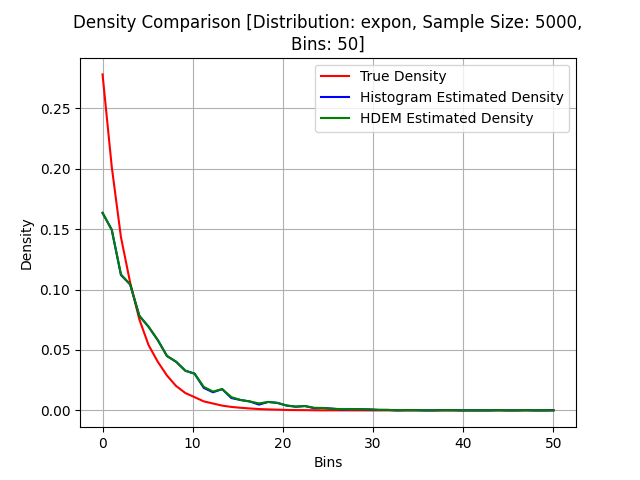 Density Comparison [Distribution: expon, Sample Size: 5000,
Bins: 50]
True Density
Histogram Estimated Density
HDEM Estimated Density
Density
0.25
0.20
0.15
0.10
0.05
0.00
0 10 20 30 40 50
Bins